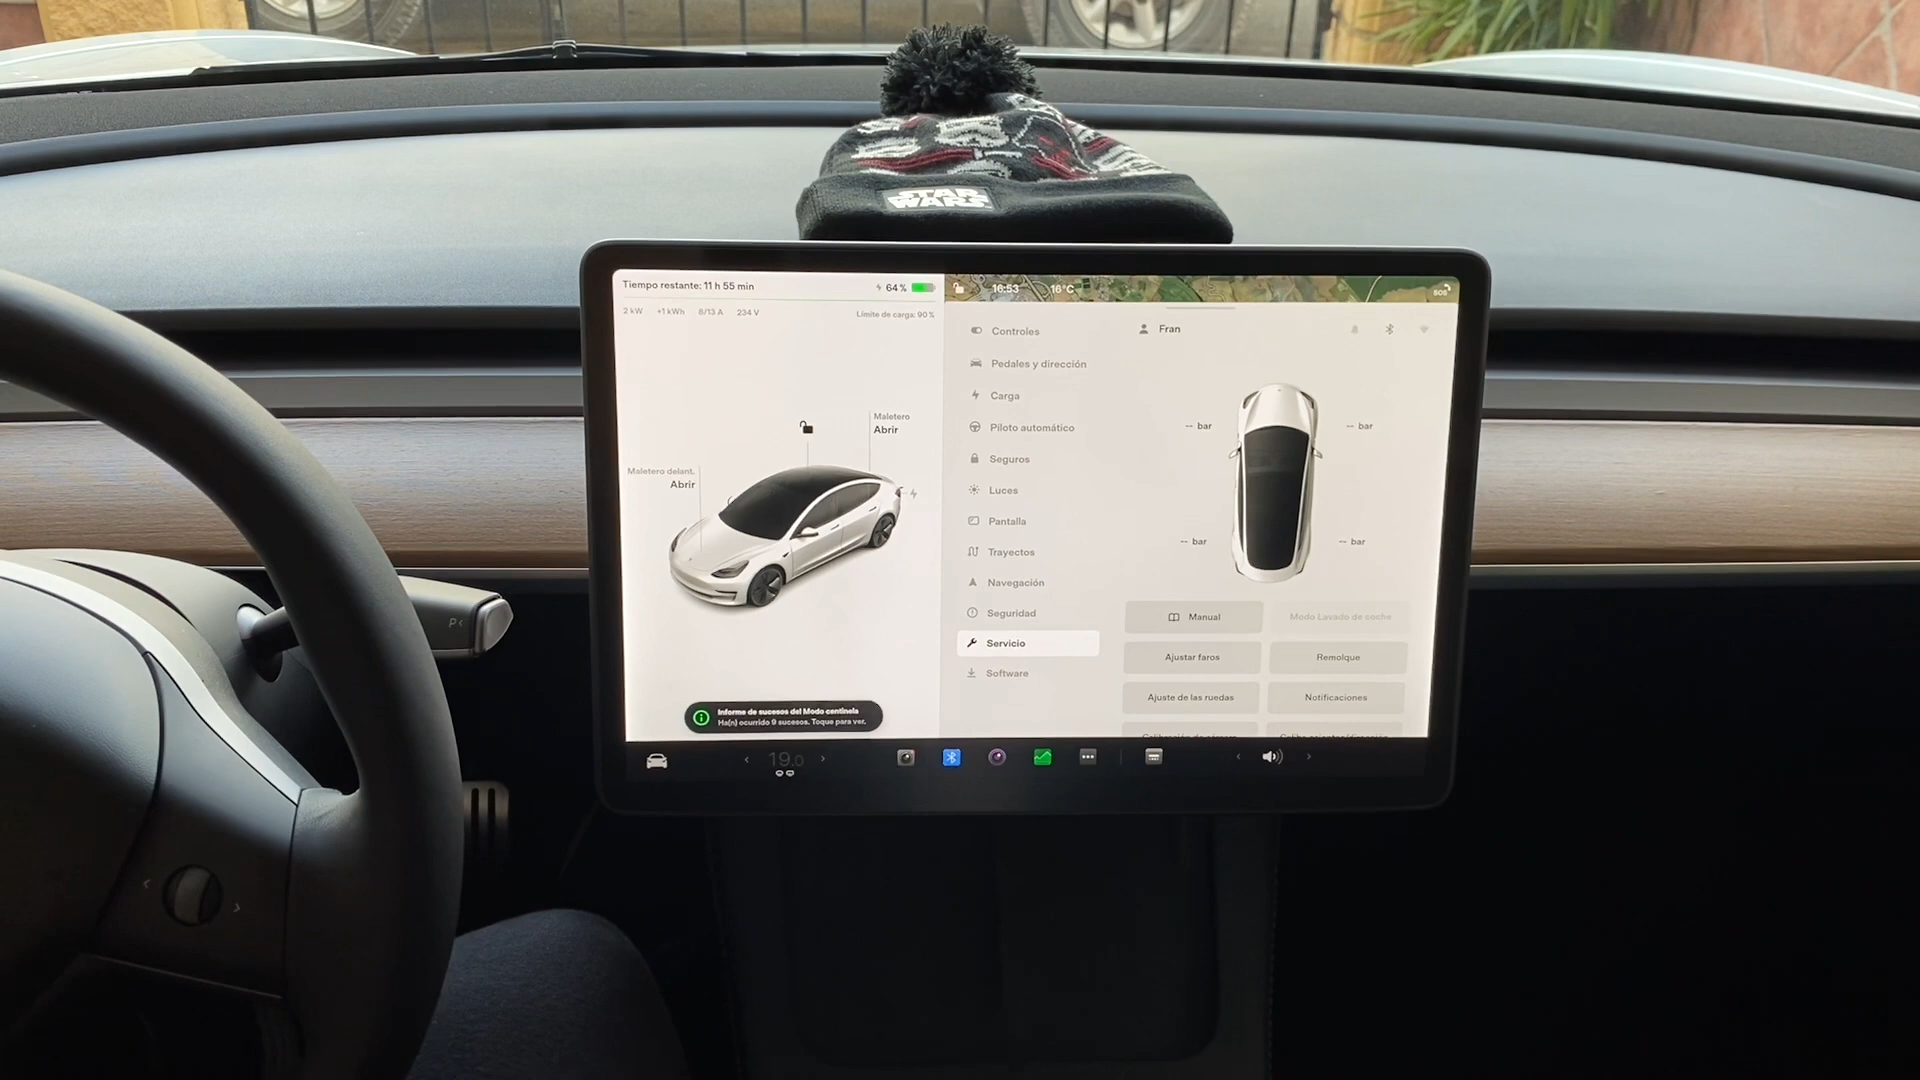 STAR
WARS
Tiempo restante: 11 h 55 min
64 %
2 kW
+1 kWh
8/13 A
234 V
Límite de carga: 90 %
16:53
16°C
SOS
Controles
Pedales y dirección
Carga
Piloto automático
Seguros
Luces
Pantalla
Trayectos
Navegación
Seguridad
Servicio
Software
Fran
Maletero
Abrir
Maletero delant.
Abrir
-- bar
-- bar
-- bar
-- bar
Manual
Modo Lavado de coche
Ajustar faros
Remolque
Ajuste de las ruedas
Notificaciones
Informe de sucesos del Modo centinela
Ha(n) ocurrido 9 sucesos. Toque para ver.
19.0
P